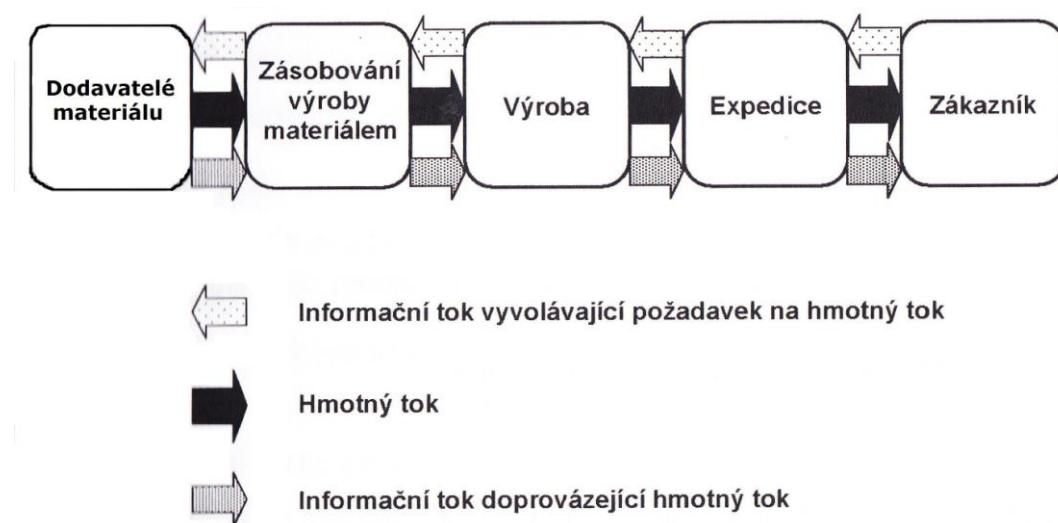 Dodavatelé
materiálu
Zásobování
výroby
materiálem
Výroba
Expedice
Zákazník
Informační tok vyvolávající požadavek na hmotný tok
Hmotný tok
Informační tok doprovázející hmotný tok